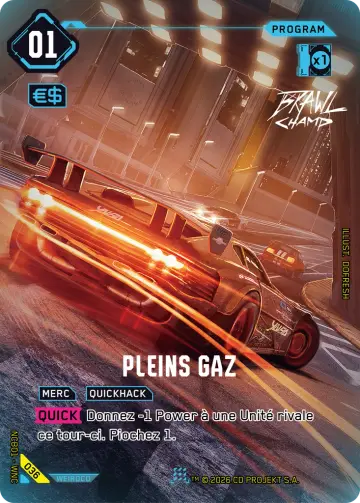 01
PROGRAM
€$
x1
BRAWL
CHAMP
ILLUST. DOFRESH
PLEINS GAZ
MERC QUICKHACK
QUICK Donnez -1 Power à une Unité rivale
ce tour-ci. Piochez 1.
036
WEIRDCO
™ © 2026 CD PROJEKT S.A.